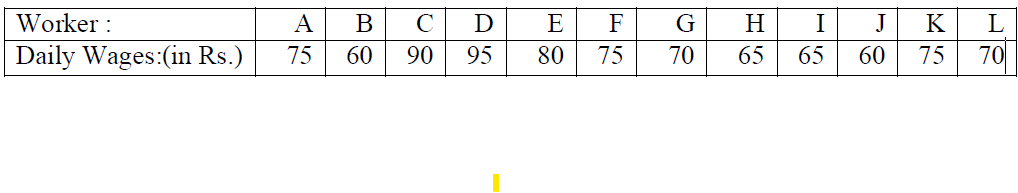 Worker : A B C D E F G H I J K L
Daily Wages:(in Rs.) 75 60 90 95 80 75 70 65 65 60 75 70